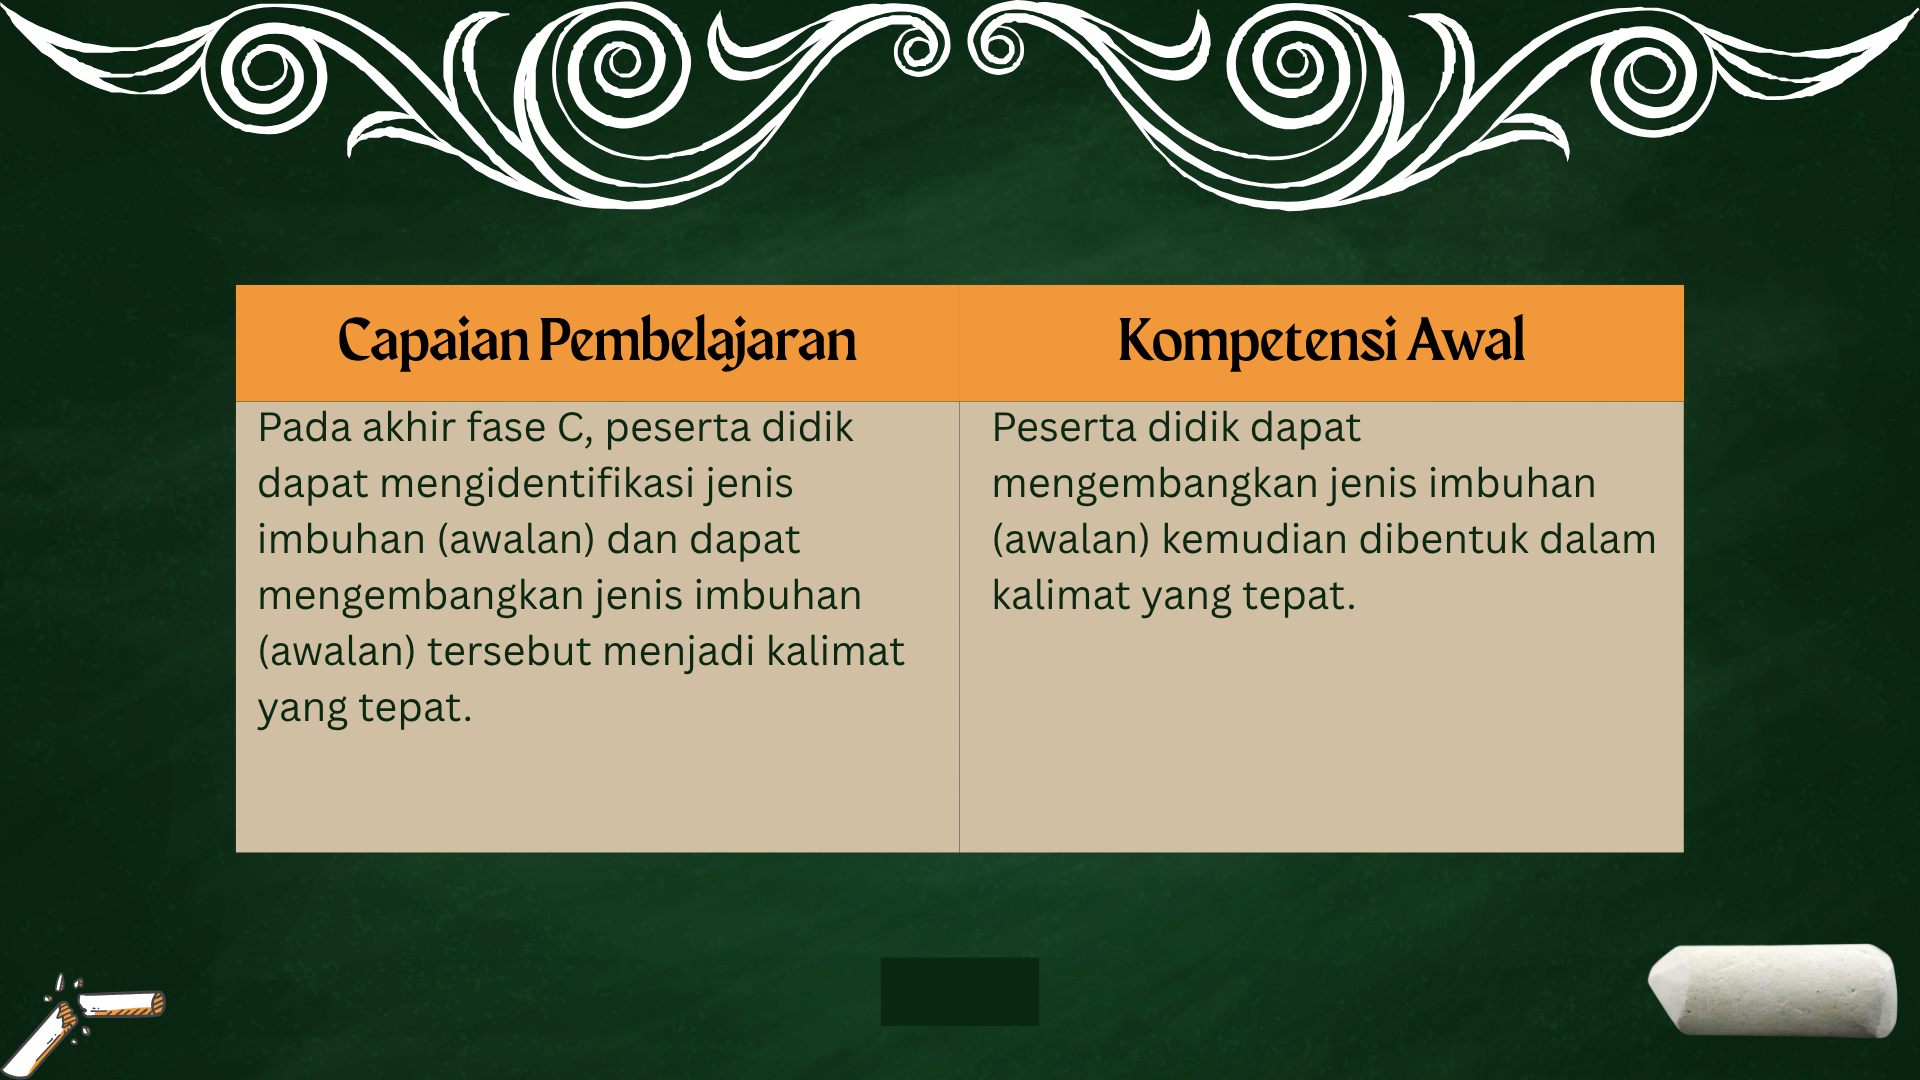 Capaian Pembelajaran
Pada akhir fase C, peserta didik
dapat mengidentifikasi jenis
imbuhan (awalan) dan dapat
mengembangkan jenis imbuhan
(awalan) tersebut menjadi kalimat
yang tepat.
Kompetensi Awal
Peserta didik dapat
mengembangkan jenis imbuhan
(awalan) kemudian dibentuk dalam
kalimat yang tepat.